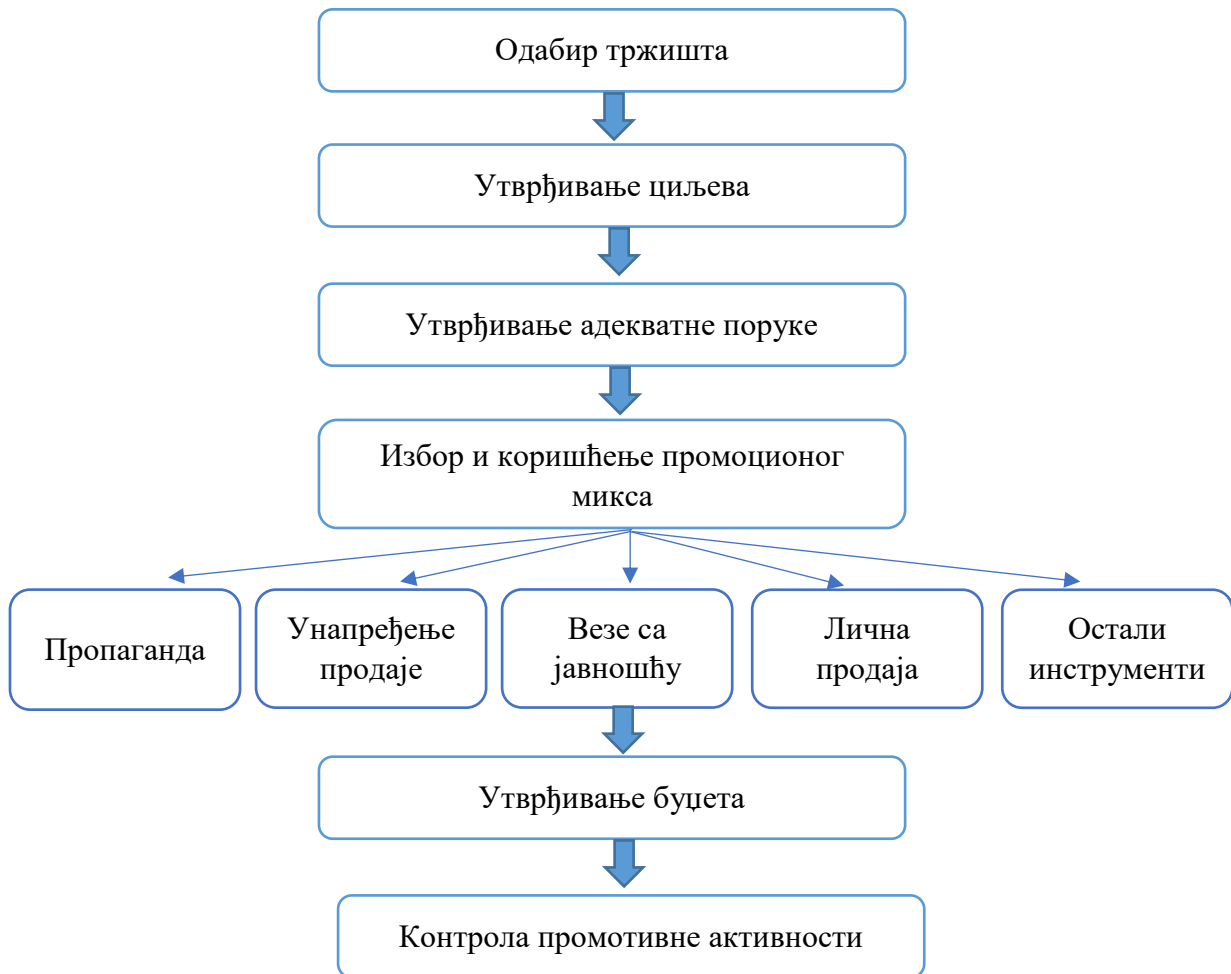 Одабир тржишта
Утврђивање циљева
Утврђивање адекватне поруке
Избор и коришћење промоционог
микса
Пропаганда
Унапређење
продаје
Везе са
јавношћу
Лична
продаја
Остали
инструменти
Утврђивање буџета
Контрола промотивне активности